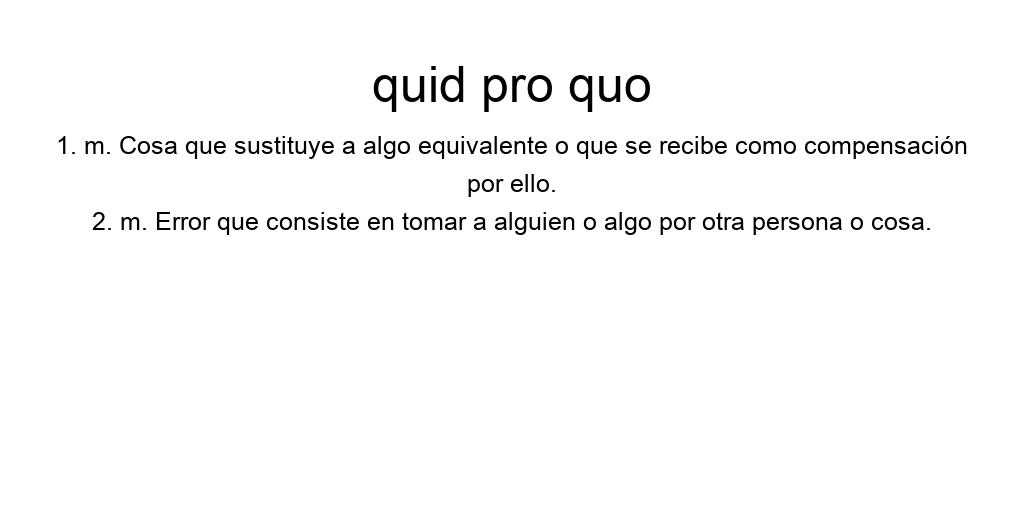 quid pro quo
1. m. Cosa que sustituye a algo equivalente o que se recibe como compensación
por ello.
2. m. Error que consiste en tomar a alguien o algo por otra persona o cosa.